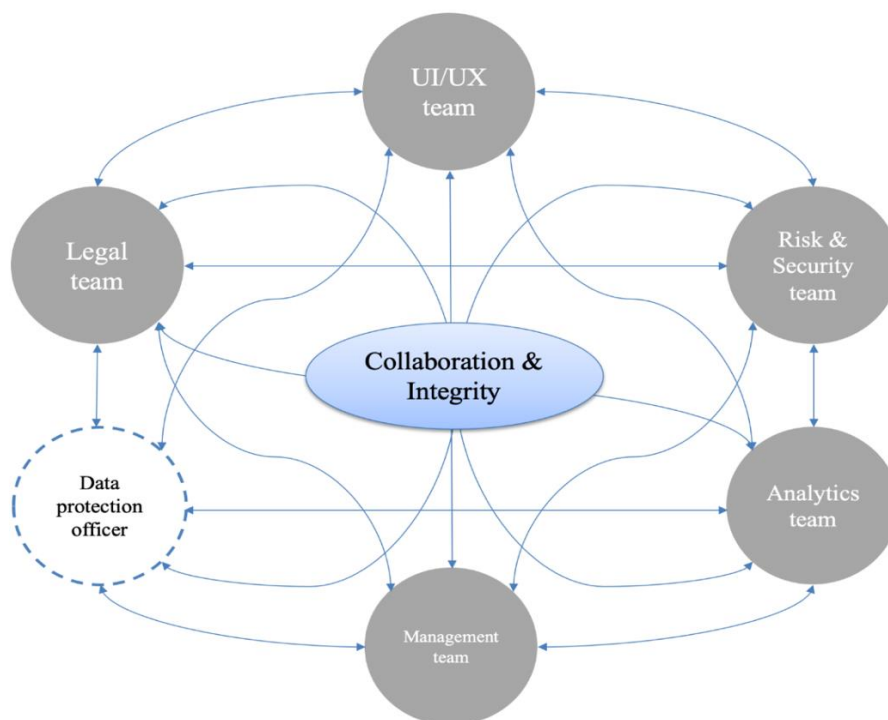 UI/UX
team
Legal
team
Risk &
Security
team
Collaboration &
Integrity
Data
protection
officer
Analytics
team
Management
team